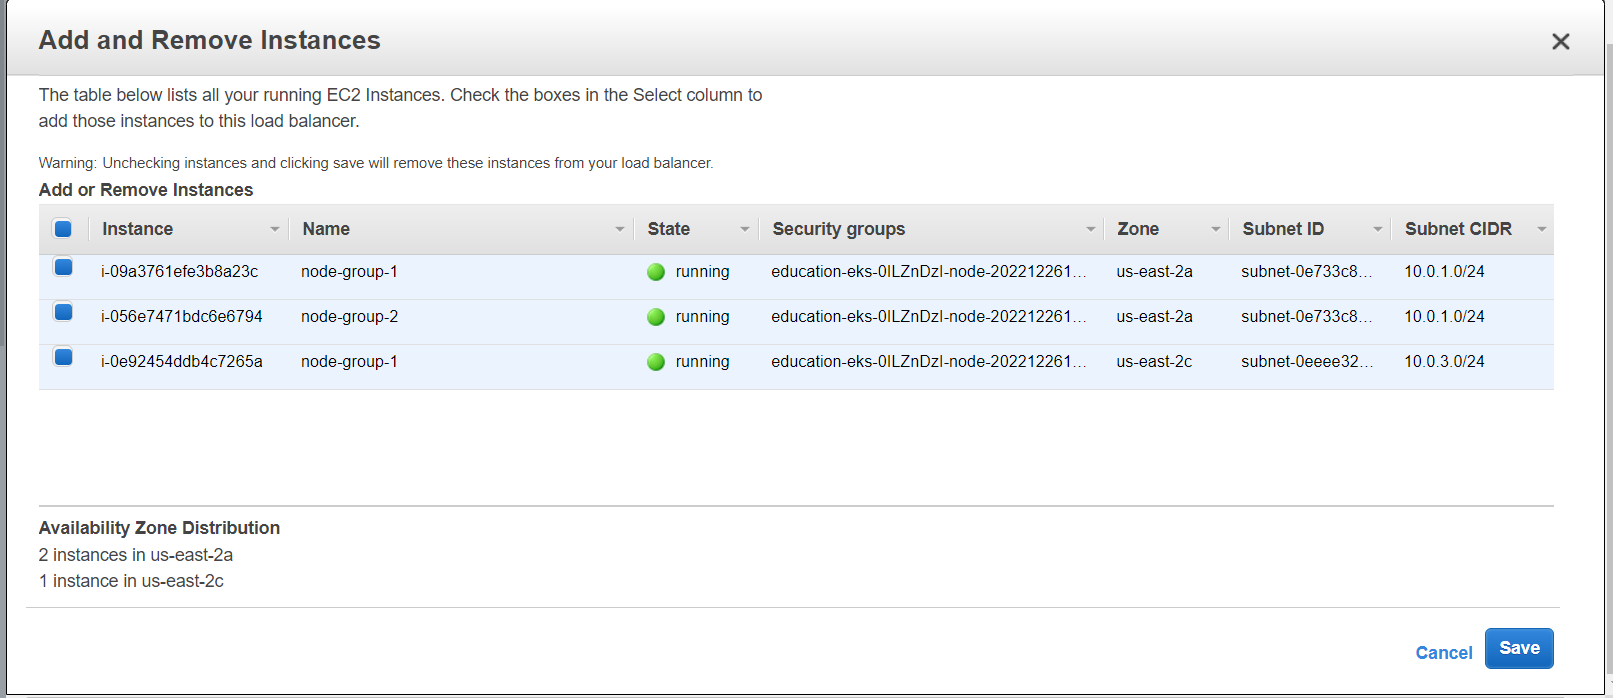 Add and Remove Instances
The table below lists all your running EC2 Instances. Check the boxes in the Select column to
add those instances to this load balancer.
Warning: Unchecking instances and clicking save will remove these instances from your load balancer.
Add or Remove Instances
Instance Name State Security groups Zone Subnet ID Subnet CIDR
i-09a3761efe3b8a23c node-group-1 running education-eks-0ILZnDzI-node-202212261... us-east-2a subnet-0e733c8... 10.0.1.0/24
i-056e7471bdc6e6794 node-group-2 running education-eks-0ILZnDzI-node-202212261... us-east-2a subnet-0e733c8... 10.0.1.0/24
i-0e92454ddb4c7265a node-group-1 running education-eks-0ILZnDzI-node-202212261... us-east-2c subnet-0eeee32... 10.0.3.0/24
Availability Zone Distribution
2 instances in us-east-2a
1 instance in us-east-2c
Cancel Save